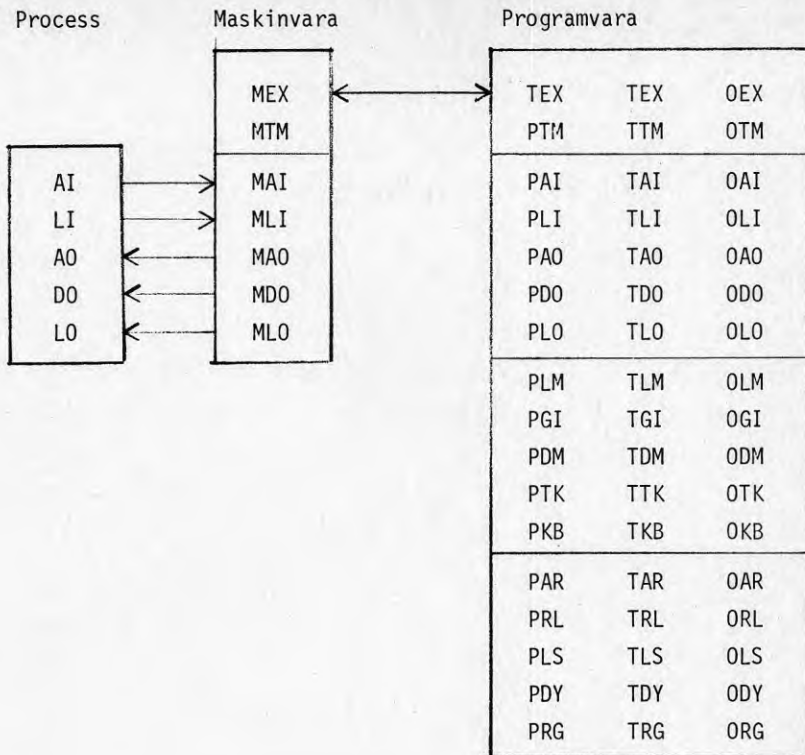 Process Maskinvara Programvara
MEX TEX TEX OEX
MTM PTM TTM OTM
AI MAI PAI TAI OAI
LI MLI PLI TLI OLI
AO MAO PAO TAO OAO
DO MDO PDO TDO ODO
LO MLO PLO TLO OLO
PLM TLM OLM
PGI TGI OGI
PDM TDM ODM
PTK TTK OTK
PKB TKB OKB
PAR TAR OAR
PRL TRL ORL
PLS TLS OLS
PDY TDY ODY
PRG TRG ORG